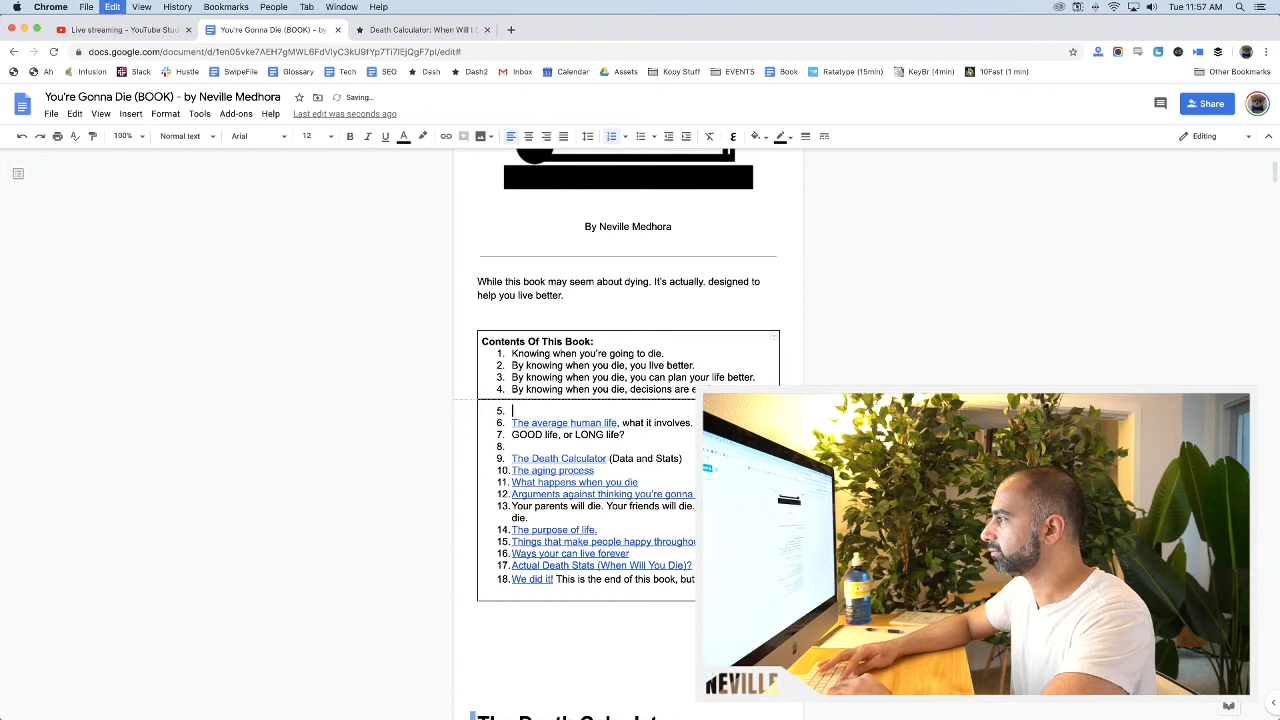 Chrome File Edit View History Bookmarks People Tab Window Help Tue 11:57 AM
Live streaming - YouTube Stud You're Gonna Die (BOOK) - by Death Calculator: When Will I D
docs.google.com/document/d/1en05vke7AEH7gMWL6FdVlyC3kU9fYp7Ti7lEjQgF7pI/edit#
Ah Infusion Slack Hustle SwipeFile Glossary Tech SEO Dash Dash2 Inbox Calendar Assets Kopy Stuff EVENTS Book Ratatype (15min) KeyBr (4min) 10Fast (1 min) Other Bookmarks
You're Gonna Die (BOOK) - by Neville Medhora Saving...
File Edit View Insert Format Tools Add-ons Help Last edit was seconds ago
Share
100% Normal text Arial 12 B I U A Editing
By Neville Medhora
While this book may seem about dying. It's actually. designed to
help you live better.
Contents Of This Book:
1. Knowing when you're going to die.
2. By knowing when you die, you live better.
3. By knowing when you die, you can plan your life better.
4. By knowing when you die, decisions are e
5.
6. The average human life, what it involves.
7. GOOD life, or LONG life?
8.
9. The Death Calculator (Data and Stats)
10. The aging process
11. What happens when you die
12. Arguments against thinking you're gonna
13. Your parents will die. Your friends will die.
die.
14. The purpose of life.
15. Things that make people happy througho
16. Ways your can live forever
17. Actual Death Stats (When Will You Die)?
18. We did it! This is the end of this book, but
The Death Calculator
NEVILLE